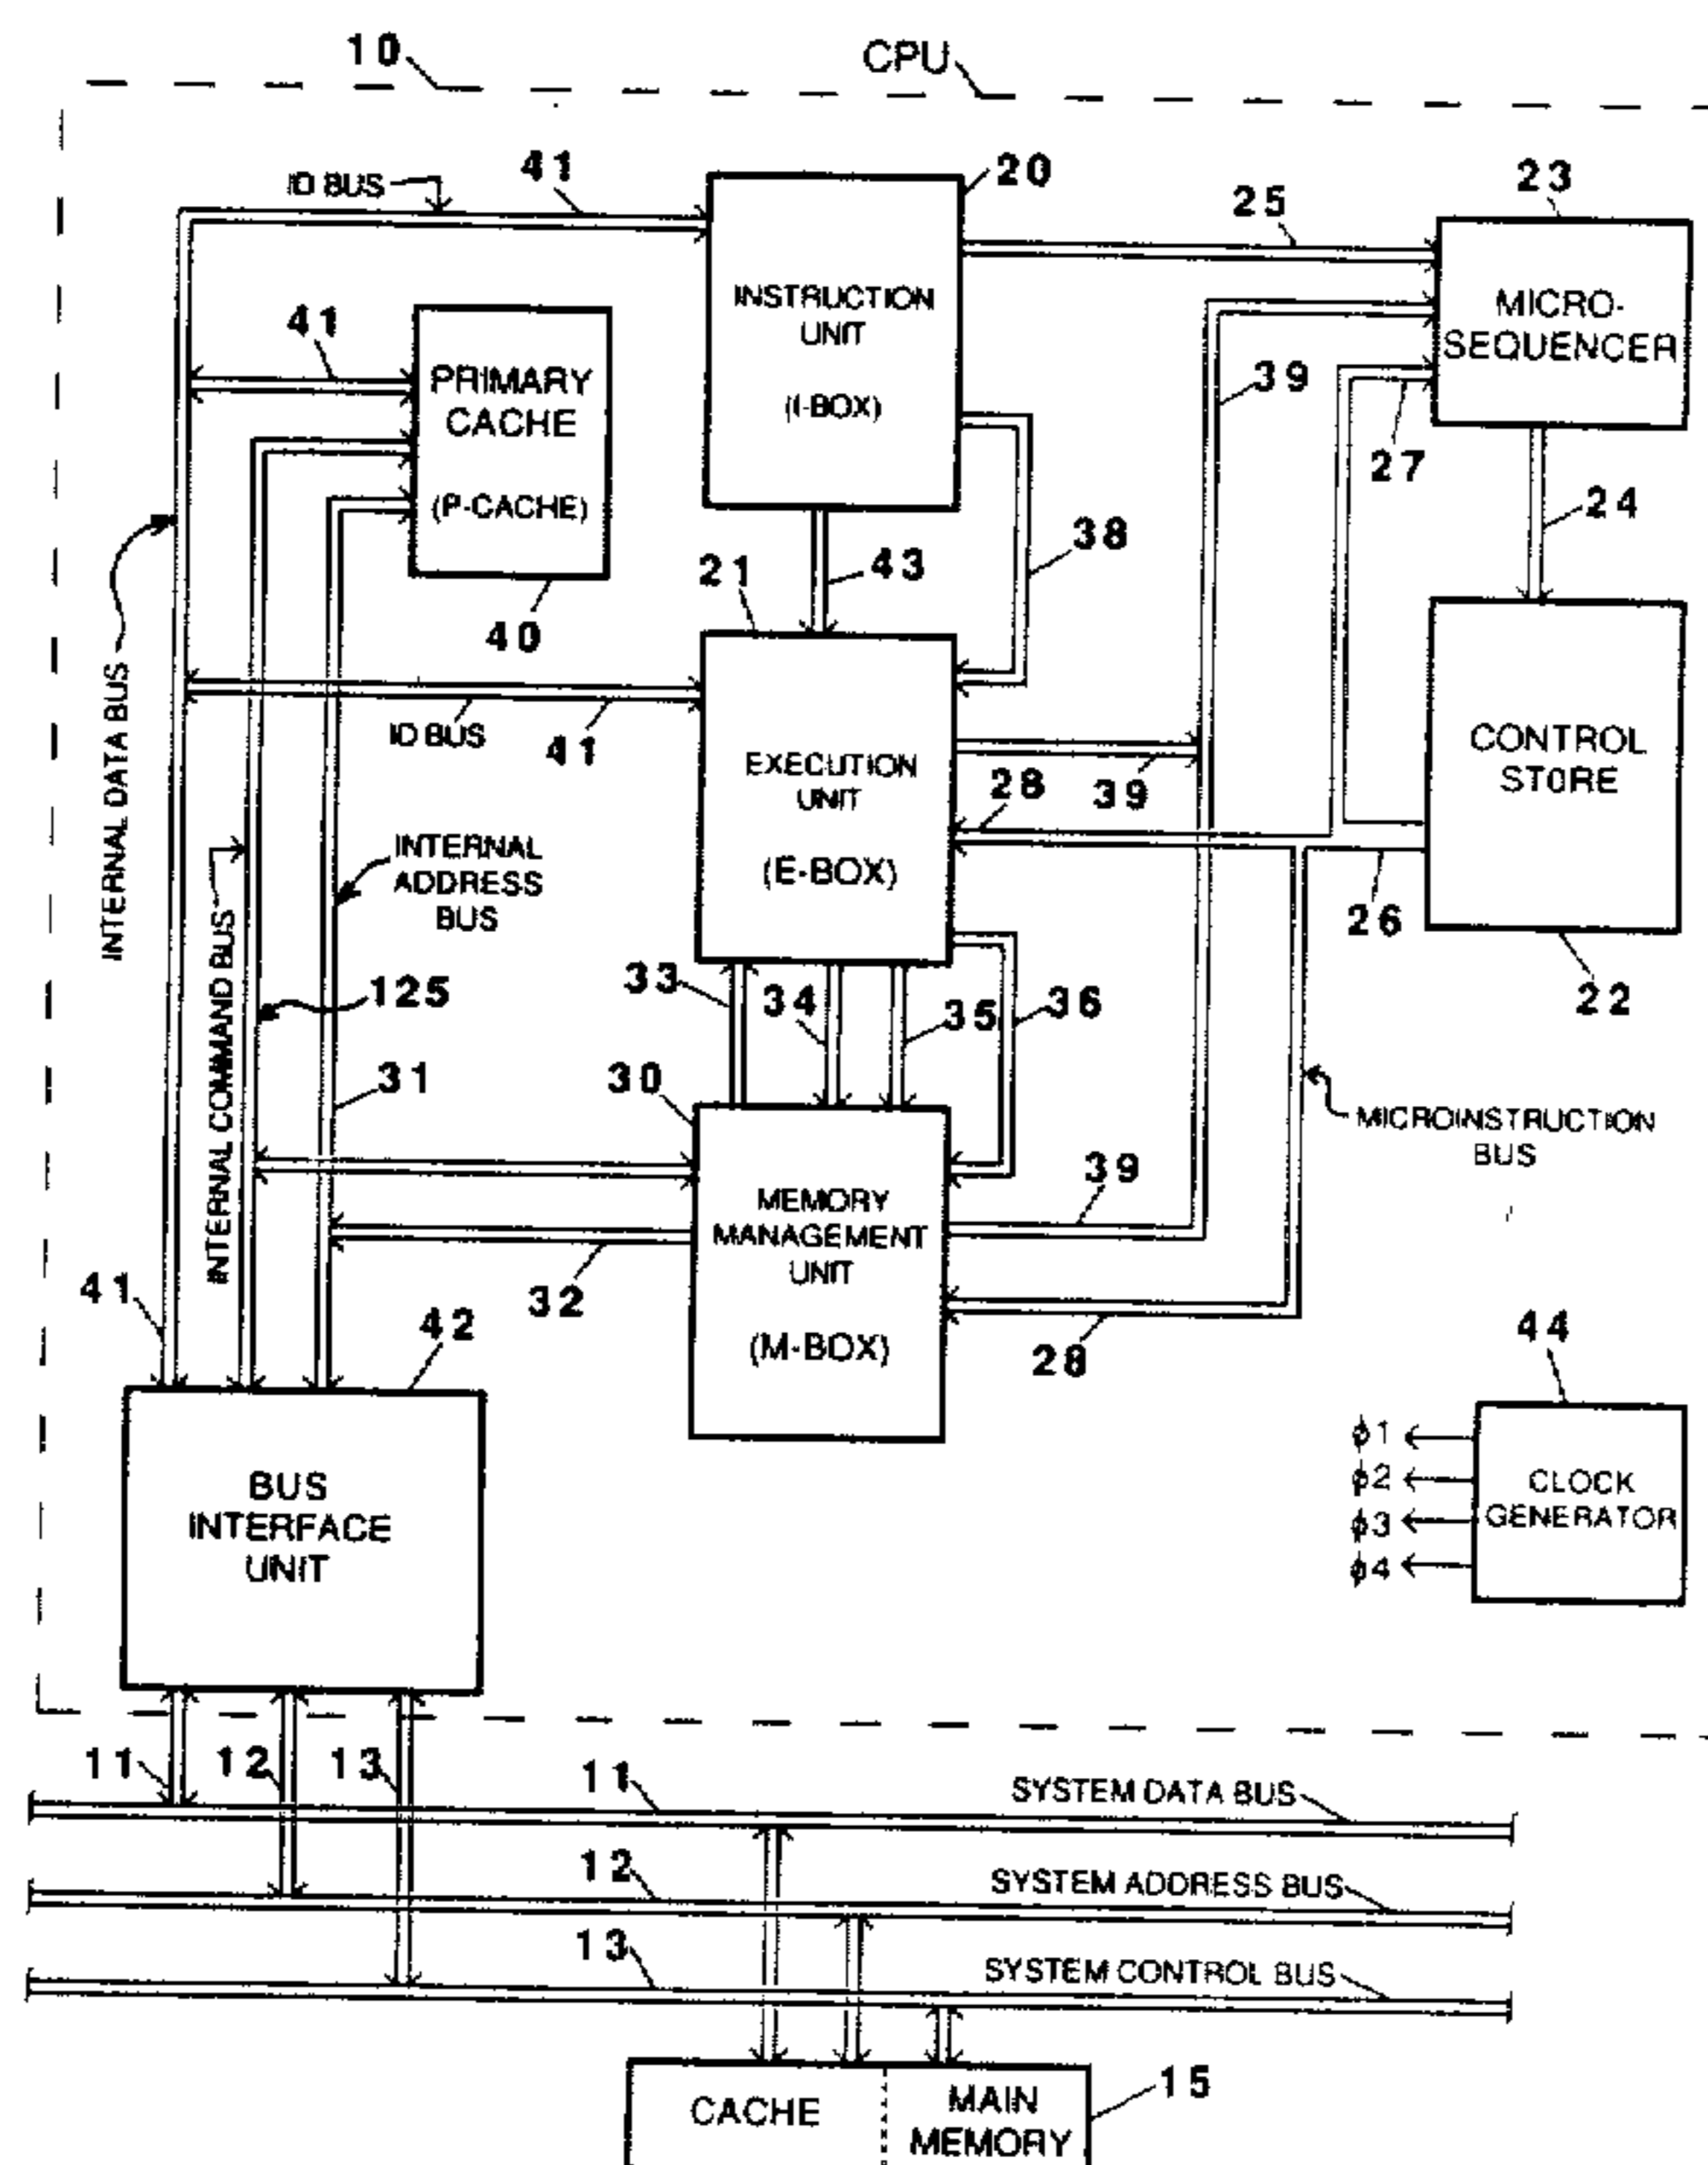 10
CPU
ID BUS
41
20
25
23
INSTRUCTION
UNIT
(I-BOX)
MICRO-
SEQUENCER
41
PRIMARY
CACHE
(P-CACHE)
40
39
27
24
38
43
21
INTERNAL DATA BUS
ID BUS
41
EXECUTION
UNIT
(E-BOX)
39
28
CONTROL
STORE
26
22
INTERNAL
ADDRESS
BUS
INTERNAL COMMAND BUS
125
33
34
35
36
31
30
MICROINSTRUCTION
BUS
MEMORY
MANAGEMENT
UNIT
(M-BOX)
39
32
28
41
42
44
BUS
INTERFACE
UNIT
ϕ1
ϕ2
ϕ3
ϕ4
CLOCK
GENERATOR
11
12
13
11
SYSTEM DATA BUS
12
SYSTEM ADDRESS BUS
13
SYSTEM CONTROL BUS
CACHE
MAIN
MEMORY
15